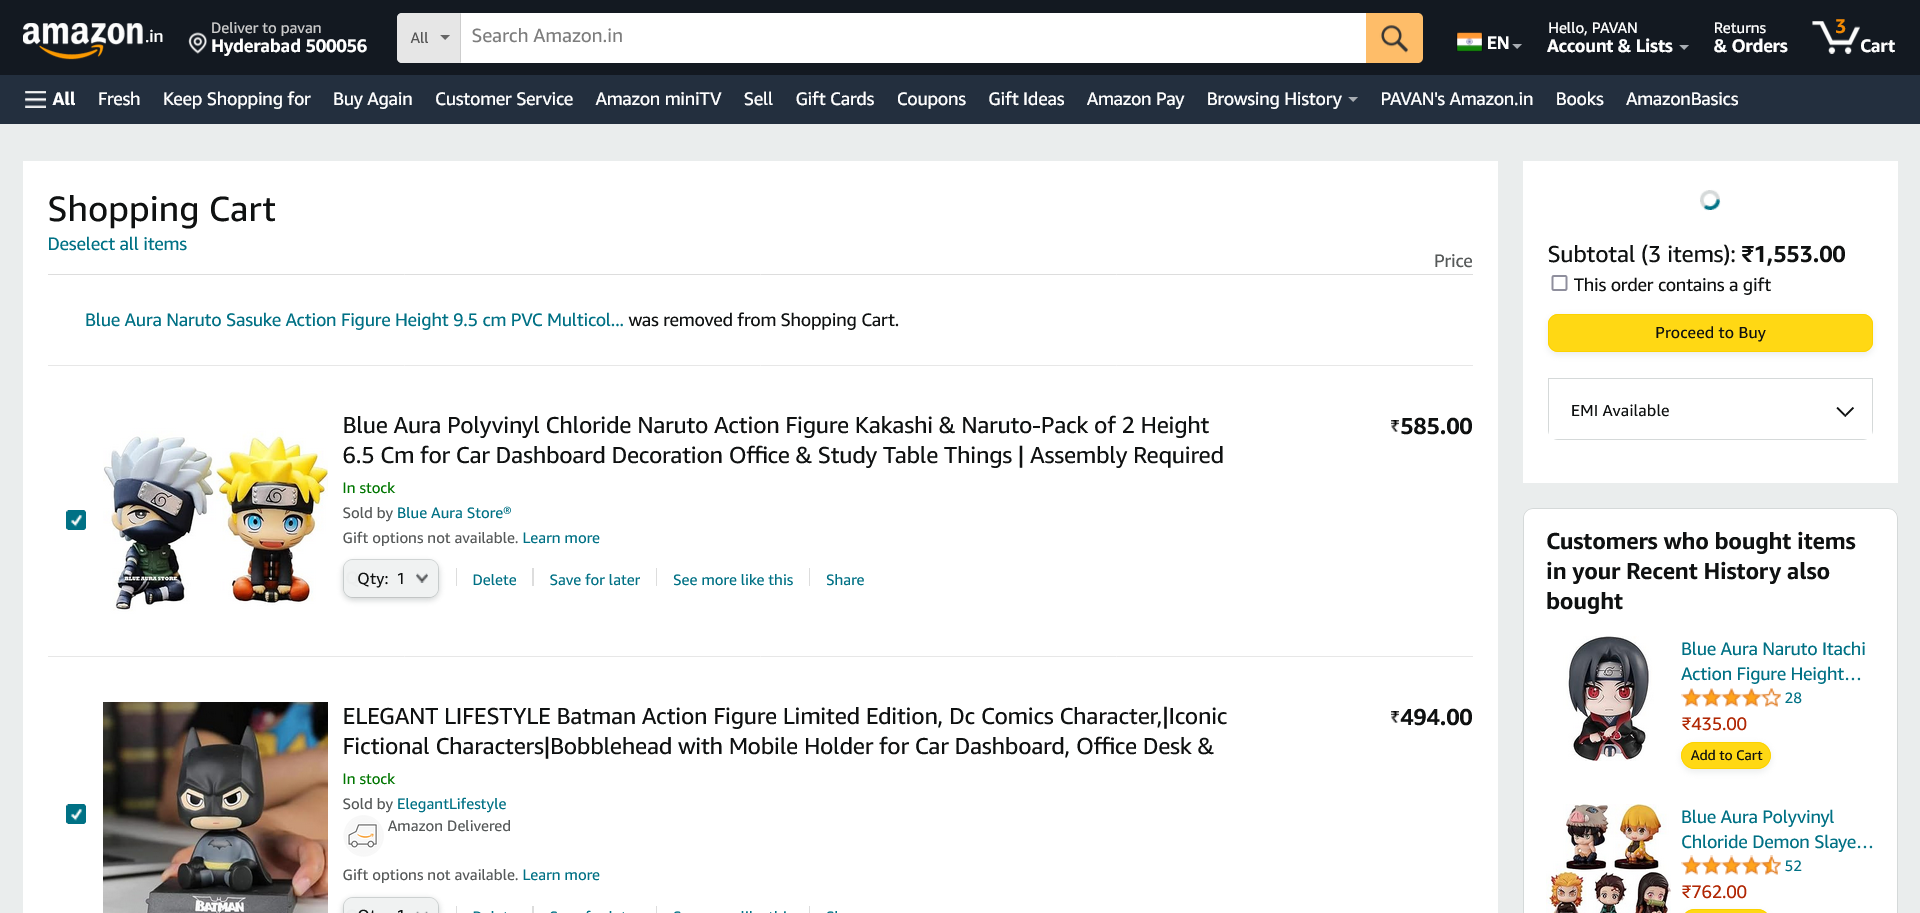 amazon.in
Deliver to pavan
Hyderabad 500056
All
Search Amazon.in
EN
Hello, PAVAN
Account & Lists
Returns
& Orders
3
Cart
All
Fresh
Keep Shopping for
Buy Again
Customer Service
Amazon miniTV
Sell
Gift Cards
Coupons
Gift Ideas
Amazon Pay
Browsing History
PAVAN's Amazon.in
Books
AmazonBasics
Shopping Cart
Deselect all items
Price
Blue Aura Naruto Sasuke Action Figure Height 9.5 cm PVC Multicol... was removed from Shopping Cart.
Blue Aura Polyvinyl Chloride Naruto Action Figure Kakashi & Naruto-Pack of 2 Height
6.5 Cm for Car Dashboard Decoration Office & Study Table Things | Assembly Required
₹585.00
In stock
Sold by Blue Aura Store®
Gift options not available. Learn more
Qty: 1
Delete
Save for later
See more like this
Share
BLUE AURA STORE
ELEGANT LIFESTYLE Batman Action Figure Limited Edition, Dc Comics Character,|Iconic
Fictional Characters|Bobblehead with Mobile Holder for Car Dashboard, Office Desk &
₹494.00
In stock
Sold by ElegantLifestyle
Amazon Delivered
Gift options not available. Learn more
BATMAN
Subtotal (3 items): ₹1,553.00
This order contains a gift
Proceed to Buy
EMI Available
Customers who bought items
in your Recent History also
bought
Blue Aura Naruto Itachi
Action Figure Height...
28
₹435.00
Add to Cart
Blue Aura Polyvinyl
Chloride Demon Slaye...
52
₹762.00